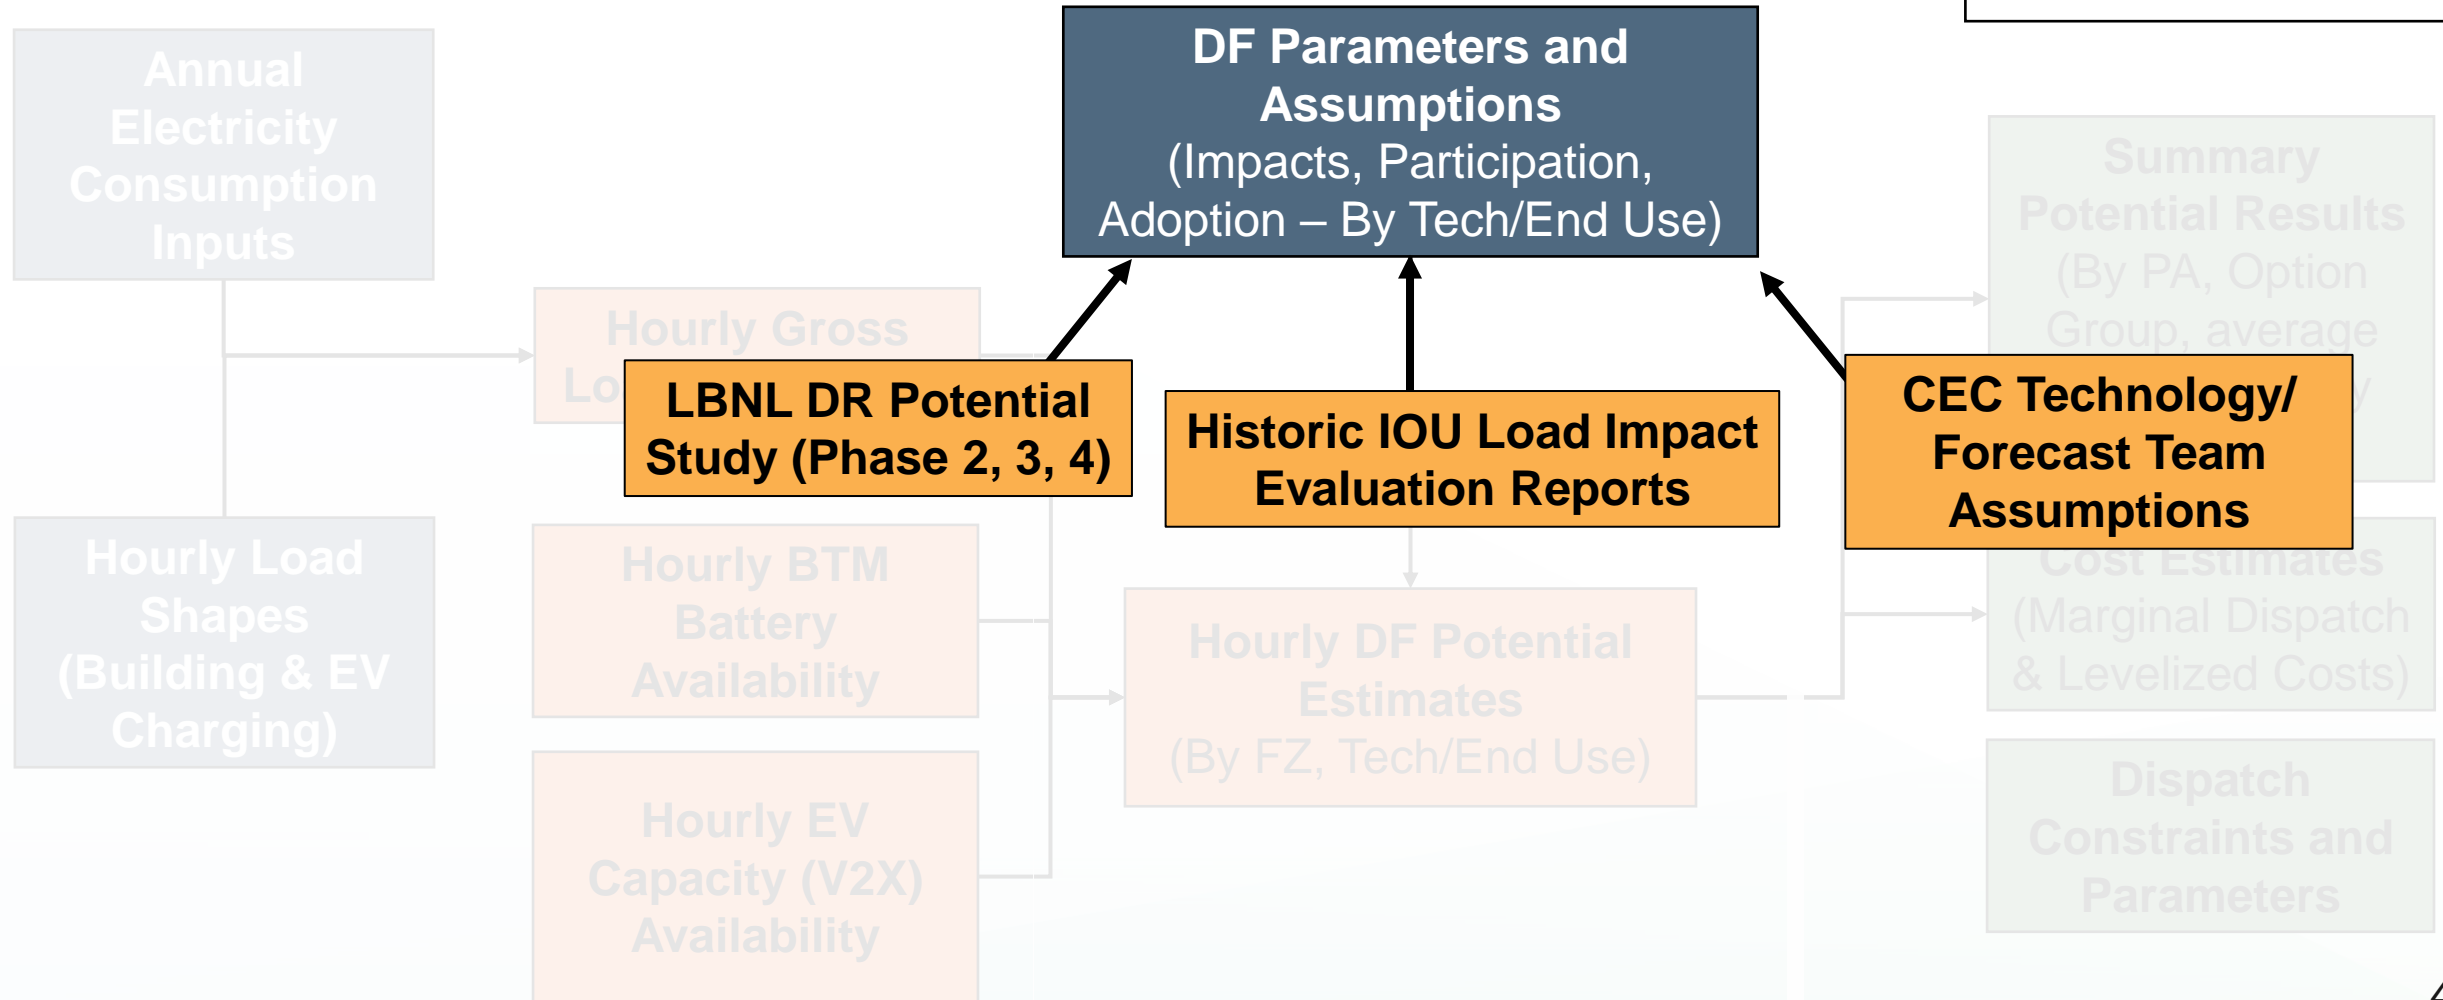 Annual
Electricity
Consumption
Inputs
DF Parameters and
Assumptions
(Impacts, Participation,
Adoption – By Tech/End Use)
Summary
Potential Results
(By PA, Option
Group, average
y
Hourly Gross
Lo
LBNL DR Potential
Study (Phase 2, 3, 4)
Historic IOU Load Impact
Evaluation Reports
CEC Technology/
Forecast Team
Assumptions
Hourly Load
Shapes
(Building & EV
Charging)
Hourly BTM
Battery
Availability
Hourly EV
Capacity (V2X)
Availability
Hourly DF Potential
Estimates
(By FZ, Tech/End Use)
Cost Estimates
(Marginal Dispatch
& Levelized Costs)
Dispatch
Constraints and
Parameters